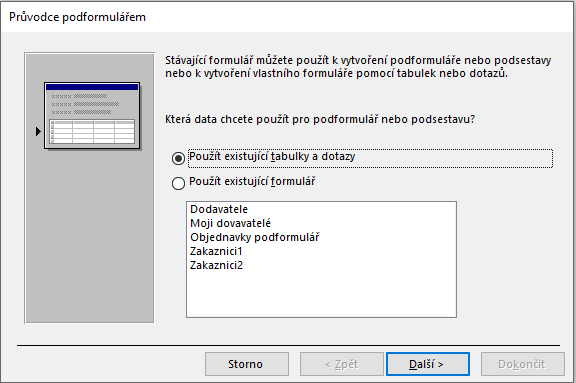 Průvodce podformulářem
Stávající formulář můžete použít k vytvoření podformuláře nebo podsestavy
nebo k vytvoření vlastního formuláře pomocí tabulek nebo dotazů.
Která data chcete použít pro podformulář nebo podsestavu?
Použít existující tabulky a dotazy
Použít existující formulář
Dodavatele
Moji dovavatelé
Objednavky podformulář
Zakaznici1
Zakaznici2
Storno
< Zpět
Další >
Dokončit